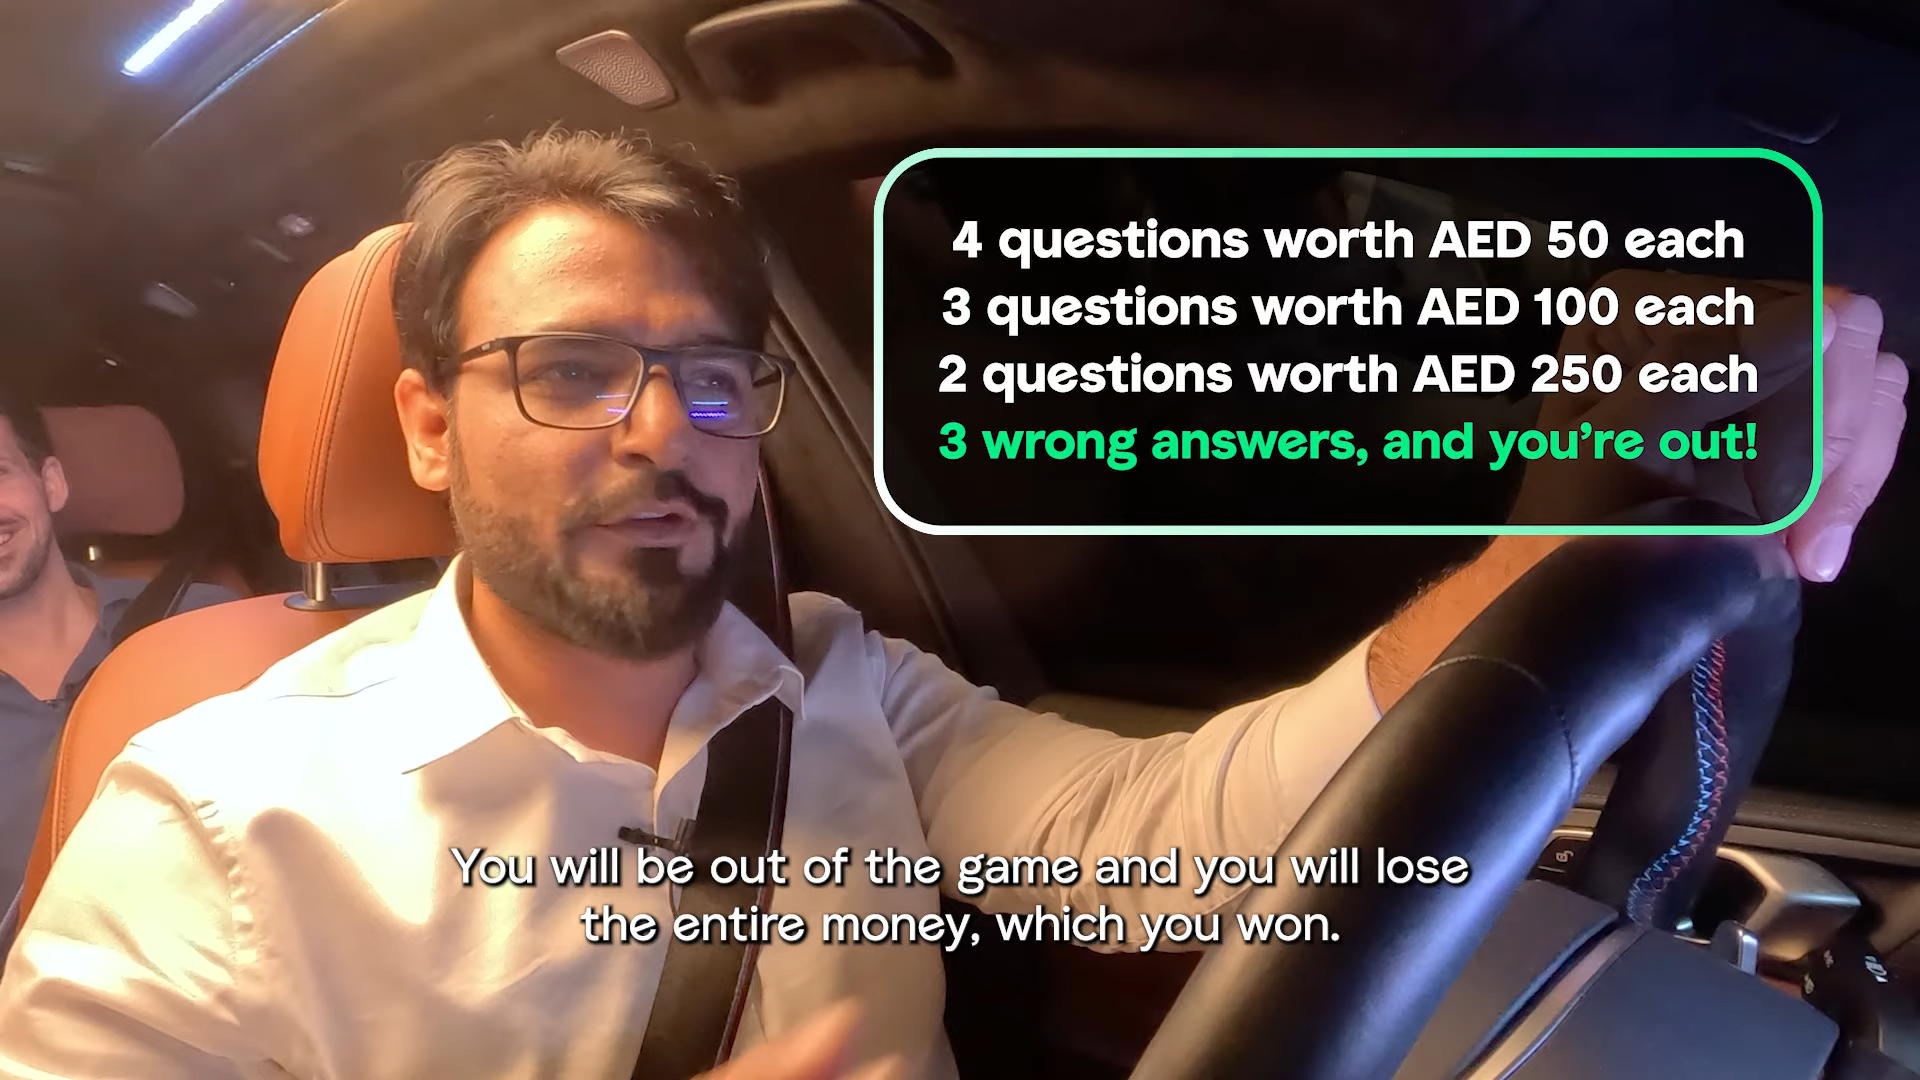 4 questions worth AED 50 each
3 questions worth AED 100 each
2 questions worth AED 250 each
3 wrong answers, and you’re out!
You will be out of the game and you will lose
the entire money, which you won.